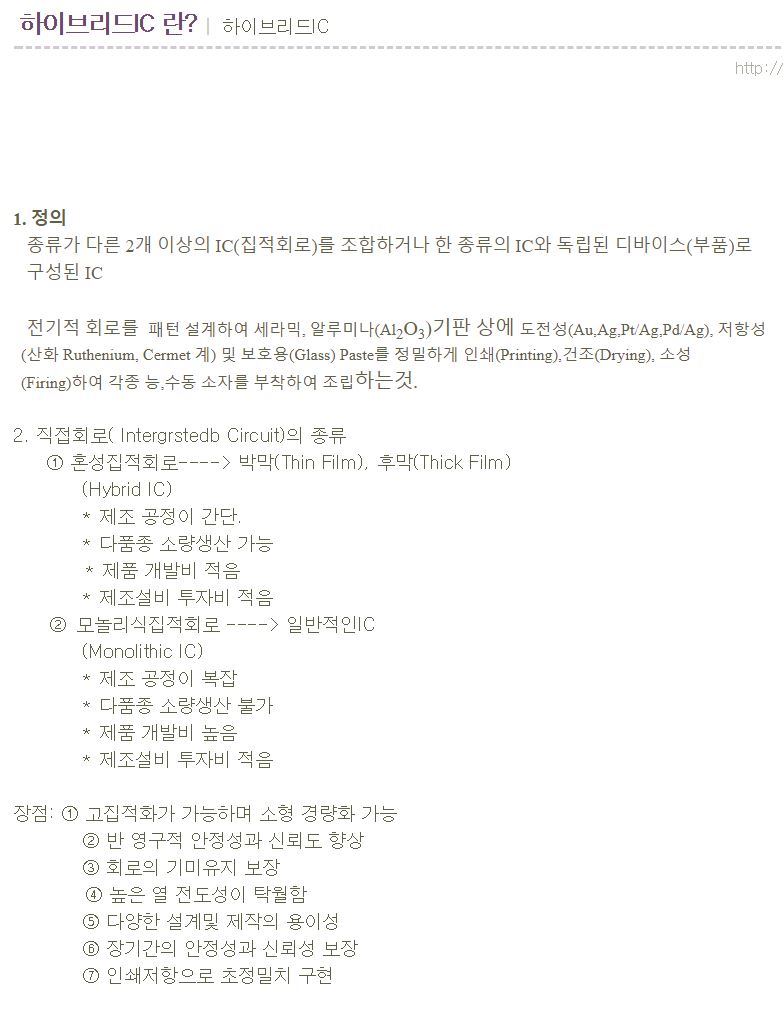 하이브리드IC 란? | 하이브리드IC
http://
1. 정의
종류가 다른 2개 이상의 IC(집적회로)를 조합하거나 한 종류의 IC와 독립된 디바이스(부품)로
구성된 IC
전기적 회로를 패턴 설계하여 세라믹, 알루미나(Al2O3)기판 상에 도전성(Au,Ag,Pt/Ag,Pd/Ag), 저항성
(산화 Ruthenium, Cermet 계) 및 보호용(Glass) Paste를 정밀하게 인쇄(Printing),건조(Drying), 소성
(Firing)하여 각종 능,수동 소자를 부착하여 조립하는것.
2. 직접회로( Intergrstedb Circuit)의 종류
① 혼성집적회로----> 박막(Thin Film), 후막(Thick Film)
(Hybrid IC)
* 제조 공정이 간단.
* 다품종 소량생산 가능
* 제품 개발비 적음
* 제조설비 투자비 적음
② 모놀리식집적회로 ----> 일반적인IC
(Monolithic IC)
* 제조 공정이 복잡
* 다품종 소량생산 불가
* 제품 개발비 높음
* 제조설비 투자비 적음
장점: ① 고집적화가 가능하며 소형 경량화 가능
② 반 영구적 안정성과 신뢰도 향상
③ 회로의 기미유지 보장
④ 높은 열 전도성이 탁월함
⑤ 다양한 설계및 제작의 용이성
⑥ 장기간의 안정성과 신뢰성 보장
⑦ 인쇄저항으로 초정밀치 구현